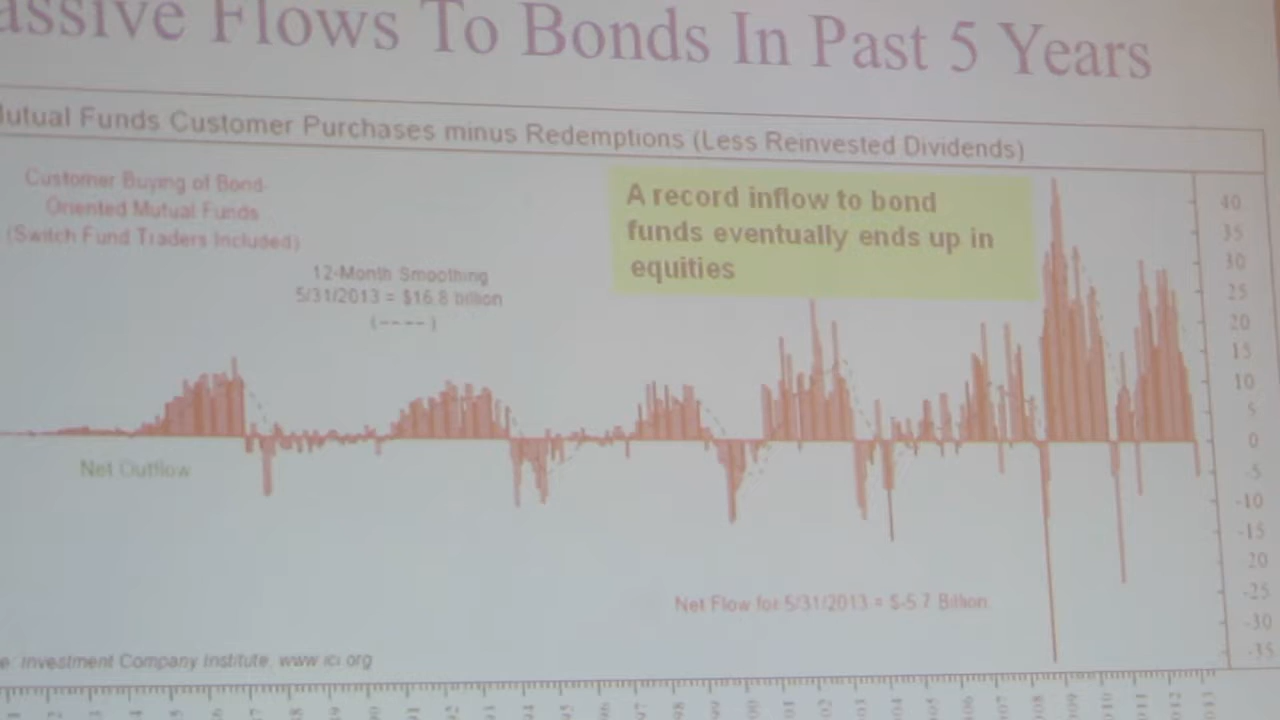 assive Flows To Bonds In Past 5 Years
Mutual Funds Customer Purchases minus Redemptions (Less Reinvested Dividends)
Customer Buying of Bond-
Oriented Mutual Funds
(Switch Fund Traders Included)
A record inflow to bond
funds eventually ends up in
equities
12-Month Smoothing
5/31/2013 = $16.8 billion
(----)
40
35
30
25
20
15
10
5
0
-5
-10
-15
20
-25
-30
-35
Net Outflow
Net Flow for 5/31/2013 = $-5.7 Billion
e: Investment Company Institute, www.ici.org